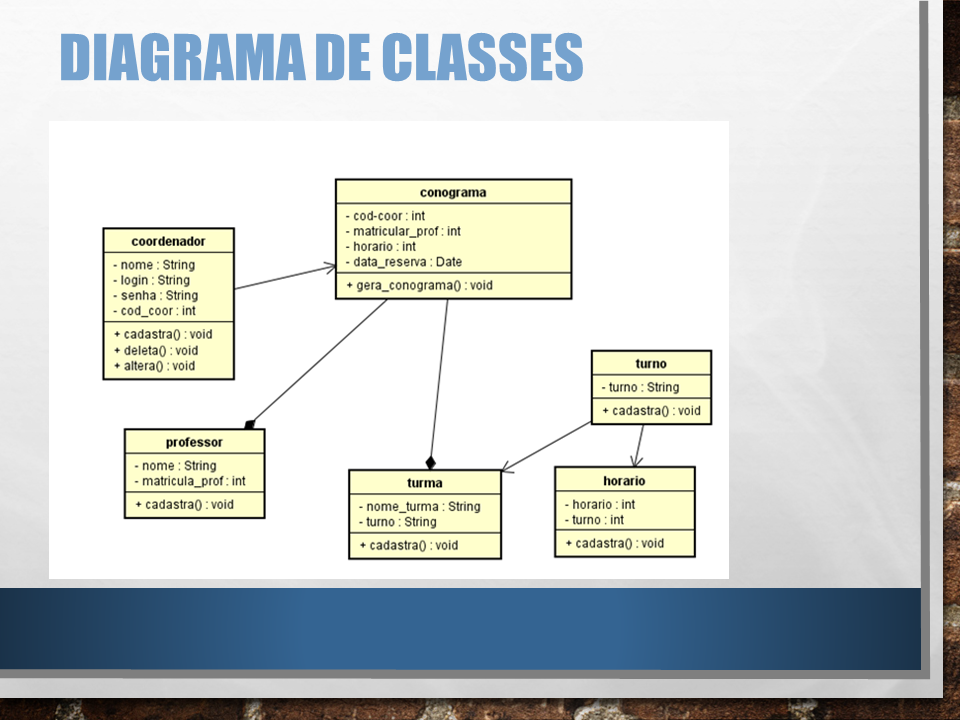 DIAGRAMA DE CLASSES
conograma
- cod-coor : int
- matricular_prof : int
- horario : int
- data_reserva : Date
+ gera_conograma() : void
coordenador
- nome : String
- login : String
- senha : String
- cod_coor : int
+ cadastra() : void
+ deleta() : void
+ altera() : void
turno
- turno : String
+ cadastra() : void
professor
- nome : String
- matricula_prof : int
+ cadastra() : void
turma
- nome_turma : String
- turno : String
+ cadastra() : void
horario
- horario : int
- turno : int
+ cadastra() : void